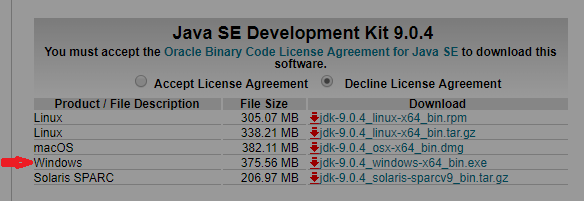 Java SE Development Kit 9.0.4
You must accept the Oracle Binary Code License Agreement for Java SE to download this
software.
Accept License Agreement Decline License Agreement
Product / File Description File Size Download
Linux 305.07 MB jdk-9.0.4_linux-x64_bin.rpm
Linux 338.21 MB jdk-9.0.4_linux-x64_bin.tar.gz
macOS 382.11 MB jdk-9.0.4_osx-x64_bin.dmg
Windows 375.56 MB jdk-9.0.4_windows-x64_bin.exe
Solaris SPARC 206.97 MB jdk-9.0.4_solaris-sparcv9_bin.tar.gz